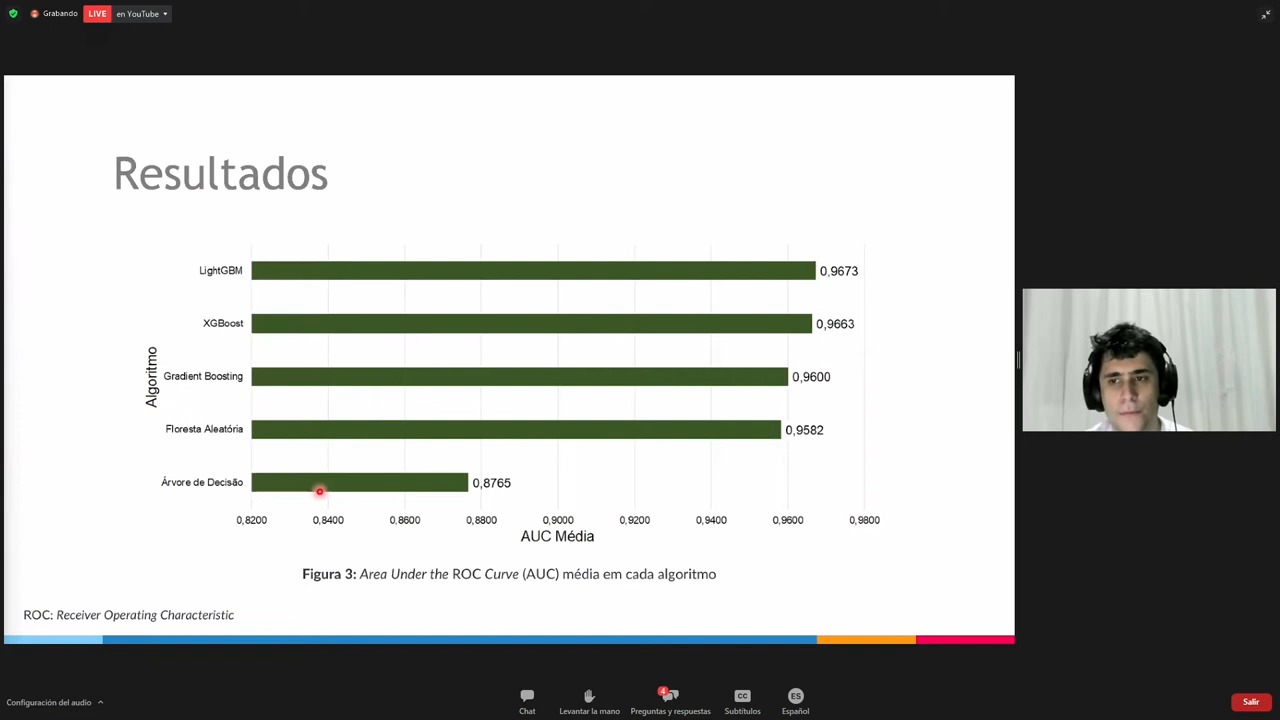 Grabando
LIVE
en YouTube
Resultados
LightGBM
0,9673
XGBoost
0,9663
Algoritmo
Gradient Boosting
0,9600
Floresta Aleatória
0,9582
Árvore de Decisão
0,8765
0,8200 0,8400 0,8600 0,8800 0,9000 0,9200 0,9400 0,9600 0,9800
AUC Média
Figura 3: Area Under the ROC Curve (AUC) média em cada algoritmo
ROC: Receiver Operating Characteristic
Configuración del audio
Chat
Levantar la mano
4
Preguntas y respuestas
CC
Subtítulos
ES
Español
Salir